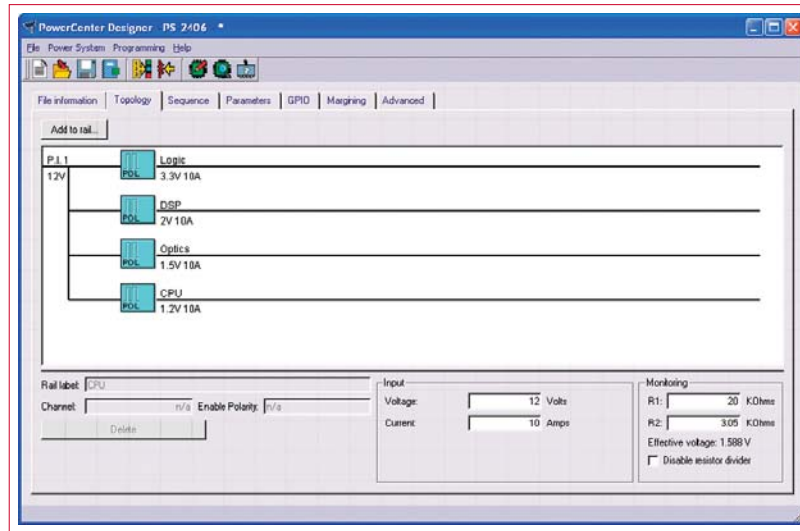 PowerCenter Designer PS 2406 *
File Power System Programming Help
File information Topology Sequence Parameters GPIO Margining Advanced
Add to rail...
P.I.1
12V
POL Logic
3.3V 10A
POL DSP
2V 10A
POL Optics
1.5V 10A
POL CPU
1.2V 10A
Rail label: CPU
Channel: n/a Enable Polarity: n/a
Delete
Input
Voltage: 12 Volts
Current: 10 Amps
Monitoring
R1: 20 KOhms
R2: 3.05 KOhms
Effective voltage: 1.588 V
Disable resistor divider